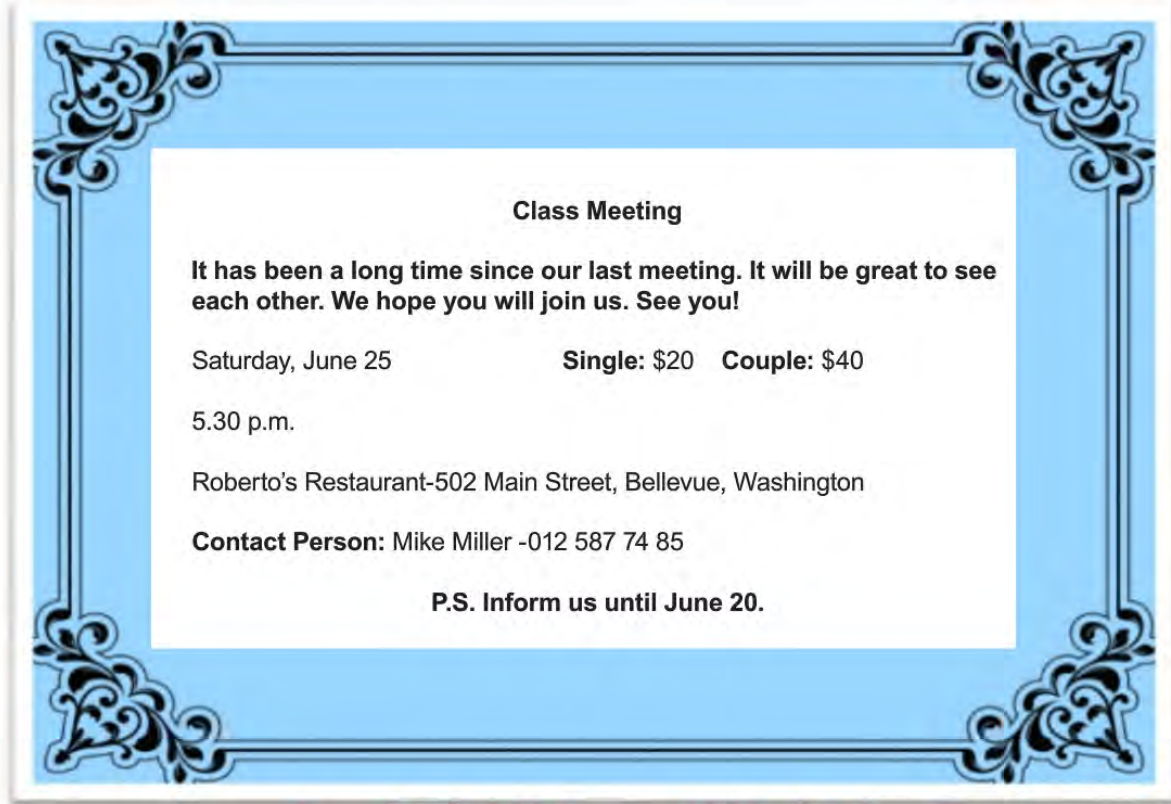 Class Meeting
It has been a long time since our last meeting. It will be great to see
each other. We hope you will join us. See you!
Saturday, June 25 Single: $20 Couple: $40
5.30 p.m.
Roberto’s Restaurant-502 Main Street, Bellevue, Washington
Contact Person: Mike Miller -012 587 74 85
P.S. Inform us until June 20.